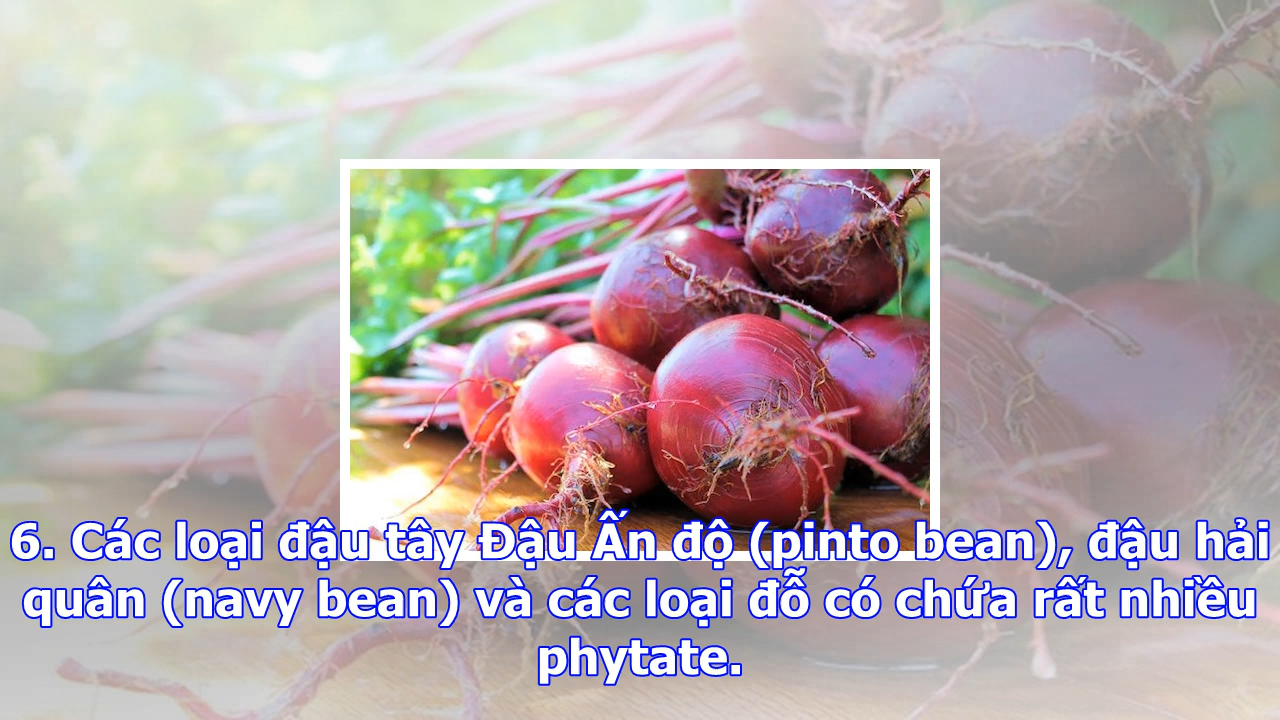 6. Các loại đậu tây Đậu Ấn độ (pinto bean), đậu hải
quân (navy bean) và các loại đỗ có chứa rất nhiều
phytate.